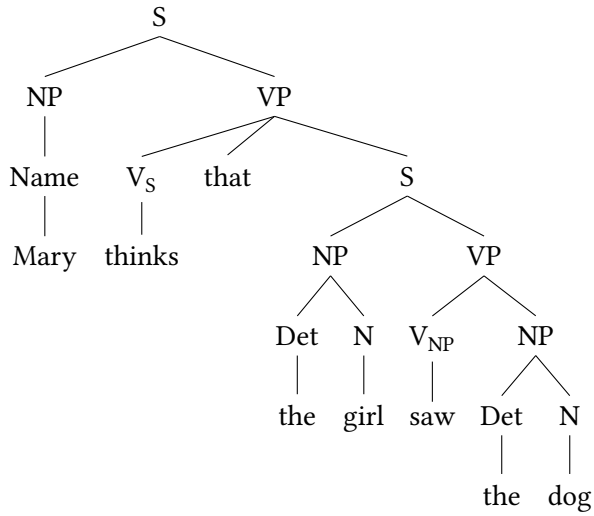 S
NP VP
Name V_S that S
Mary thinks NP VP
Det N V_NP NP
the girl saw Det N
the dog